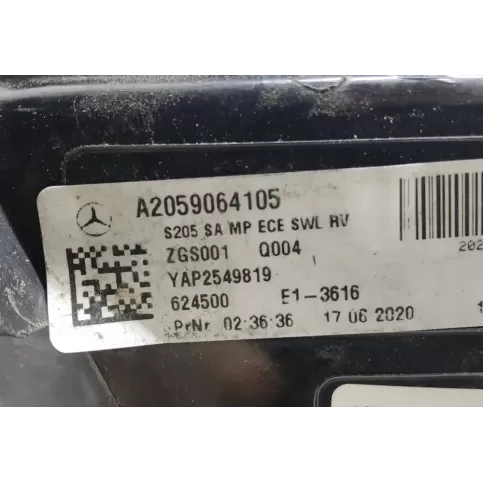 A2059064105
S205 SA MP ECE SWL RV
ZGS001 Q004
YAP2549819
624500 E1-3616
PrNr 02:36:36 17 06 2020
202